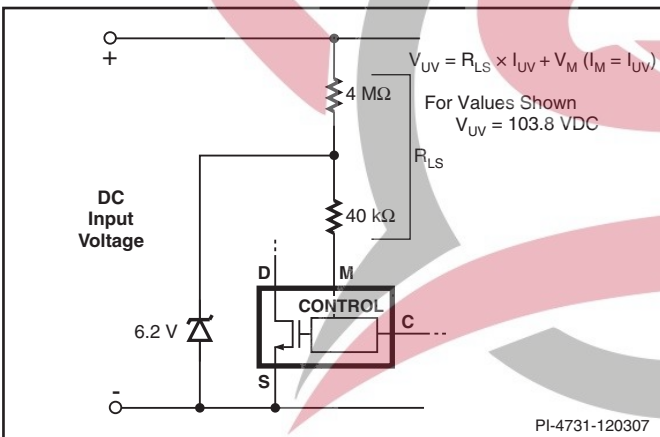 +
V_UV = R_LS × I_UV + V_M (I_M = I_UV)
4 MΩ
For Values Shown
V_UV = 103.8 VDC
R_LS
DC
Input
Voltage
40 kΩ
D
M
CONTROL
C
6.2 V
S
-
PI-4731-120307